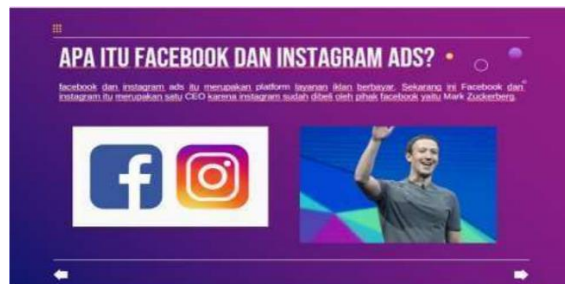 APA ITU FACEBOOK DAN INSTAGRAM ADS?
facebook dan instagram ads itu merupakan platform layanan iklan berbayar. Sekarang ini Facebook dan
instagram itu merupakan satu CEO karena instagram sudah dibeli oleh pihak facebook yaitu Mark Zuckerberg.